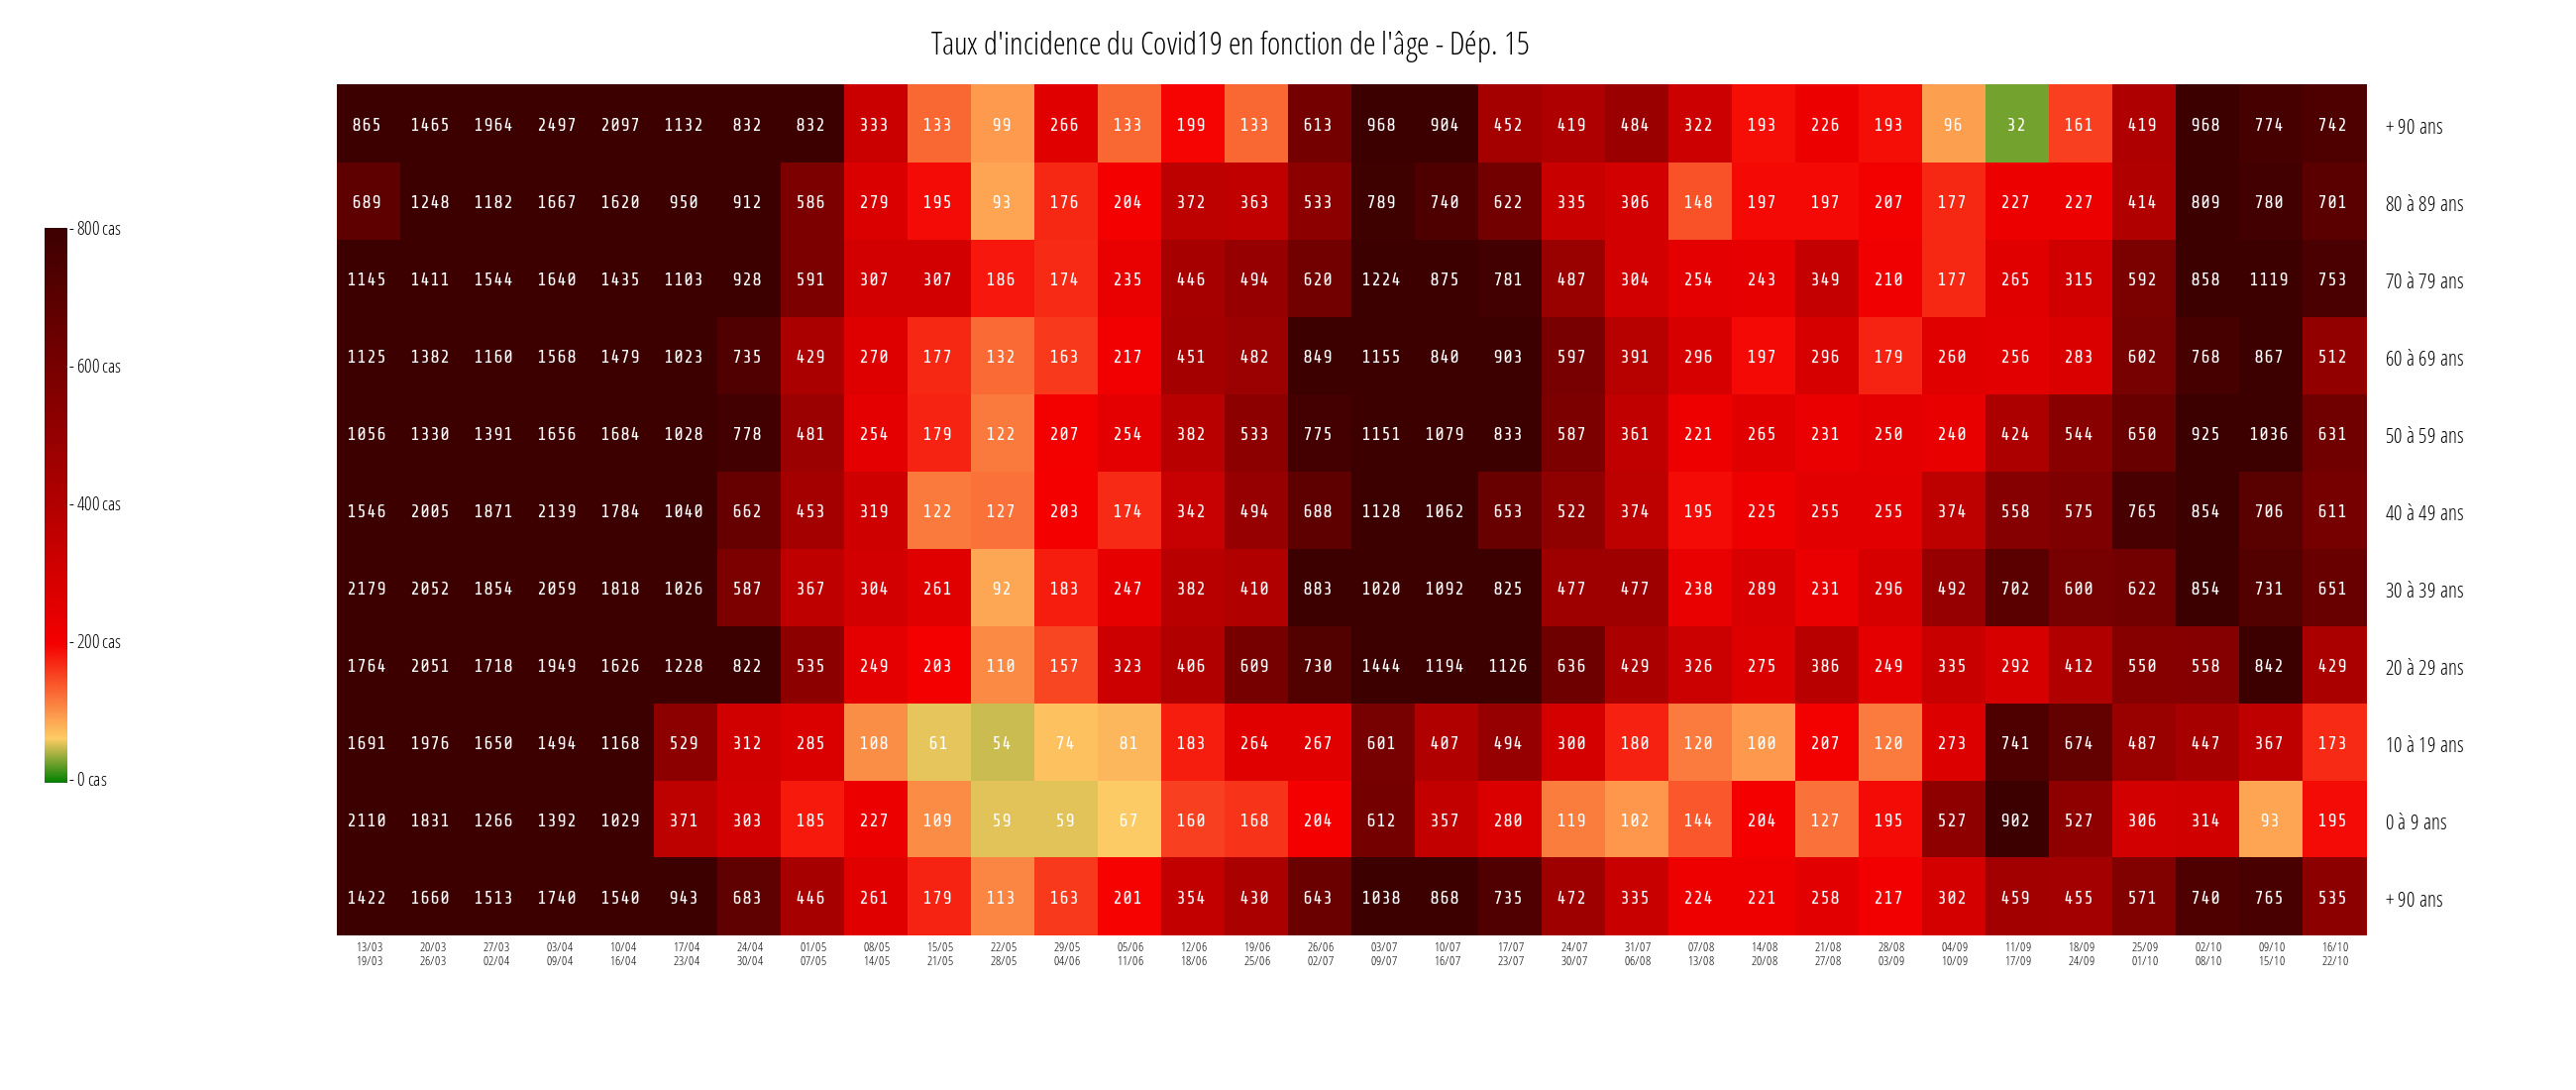 Taux d'incidence du Covid19 en fonction de l'âge - Dép. 15
865 1465 1964 2497 2097 1132 832 832 333 133 99 266 133 199 133 613 968 904 452 419 484 322 193 226 193 96 32 161 419 968 774 742 + 90 ans
689 1248 1182 1667 1620 950 912 586 279 195 93 176 204 372 363 533 789 740 622 335 306 148 197 197 207 177 227 227 414 809 780 701 80 à 89 ans
1145 1411 1544 1640 1435 1103 928 591 307 307 186 174 235 446 494 620 1224 875 781 487 304 254 243 349 210 177 265 315 592 858 1119 753 70 à 79 ans
1125 1382 1160 1568 1479 1023 735 429 270 177 132 163 217 451 482 849 1155 840 903 597 391 296 197 296 179 260 256 283 602 768 867 512 60 à 69 ans
1056 1330 1391 1656 1684 1028 778 481 254 179 122 207 254 382 533 775 1151 1079 833 587 361 221 265 231 250 240 424 544 650 925 1036 631 50 à 59 ans
1546 2005 1871 2139 1784 1040 662 453 319 122 127 203 174 342 494 688 1128 1062 653 522 374 195 225 255 255 374 558 575 765 854 706 611 40 à 49 ans
2179 2052 1854 2059 1818 1026 587 367 304 261 92 183 247 382 410 883 1020 1092 825 477 477 238 289 231 296 492 702 600 622 854 731 651 30 à 39 ans
1764 2051 1718 1949 1626 1228 822 535 249 203 110 157 323 406 609 730 1444 1194 1126 636 429 326 275 386 249 335 292 412 550 558 842 429 20 à 29 ans
1691 1976 1650 1494 1168 529 312 285 108 61 54 74 81 183 264 267 601 407 494 300 180 120 100 207 120 273 741 674 487 447 367 173 10 à 19 ans
2110 1831 1266 1392 1029 371 303 185 227 109 59 59 67 160 168 204 612 357 280 119 102 144 204 127 195 527 902 527 306 314 93 195 0 à 9 ans
1422 1660 1513 1740 1540 943 683 446 261 179 113 163 201 354 430 643 1038 868 735 472 335 224 221 258 217 302 459 455 571 740 765 535 + 90 ans
13/03 20/03 27/03 03/04 10/04 17/04 24/04 01/05 08/05 15/05 22/05 29/05 05/06 12/06 19/06 26/06 03/07 10/07 17/07 24/07 31/07 07/08 14/08 21/08 28/08 04/09 11/09 18/09 25/09 02/10 09/10 16/10
19/03 26/03 02/04 09/04 16/04 23/04 30/04 07/05 14/05 21/05 28/05 04/06 11/06 18/06 25/06 02/07 09/07 16/07 23/07 30/07 06/08 13/08 20/08 27/08 03/09 10/09 17/09 24/09 01/10 08/10 15/10 22/10
- 800 cas
- 600 cas
- 400 cas
- 200 cas
- 0 cas